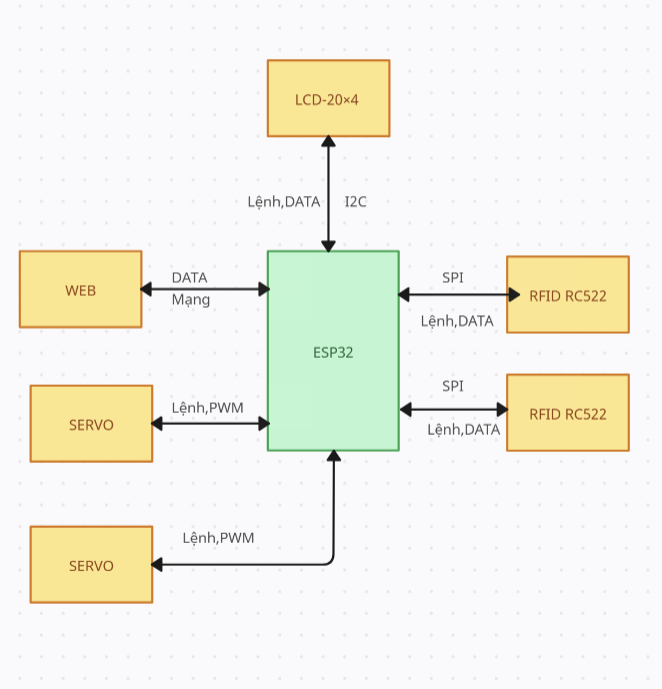 LCD-20×4
Lệnh,DATA
I2C
WEB
DATA
Mạng
ESP32
SPI
Lệnh,DATA
RFID RC522
SERVO
Lệnh,PWM
SPI
Lệnh,DATA
RFID RC522
SERVO
Lệnh,PWM